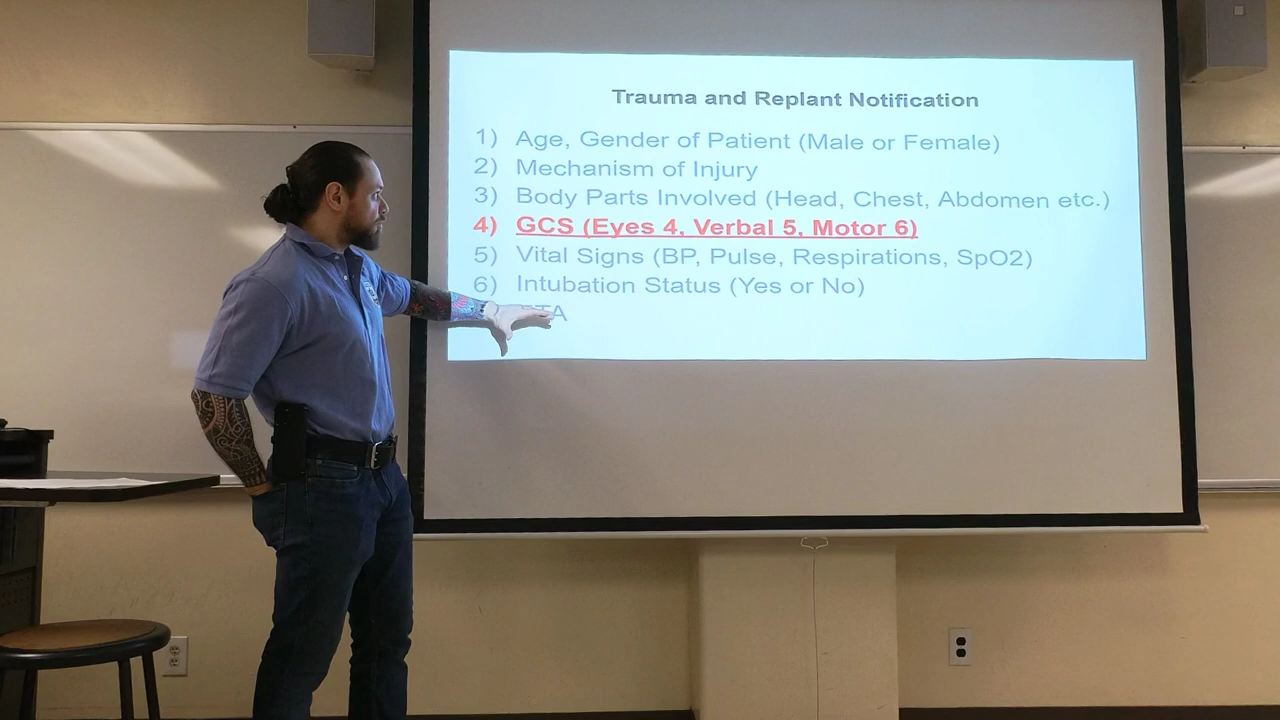 Trauma and Replant Notification
1) Age, Gender of Patient (Male or Female)
2) Mechanism of Injury
3) Body Parts Involved (Head, Chest, Abdomen etc.)
4) GCS (Eyes 4, Verbal 5, Motor 6)
5) Vital Signs (BP, Pulse, Respirations, SpO2)
6) Intubation Status (Yes or No)